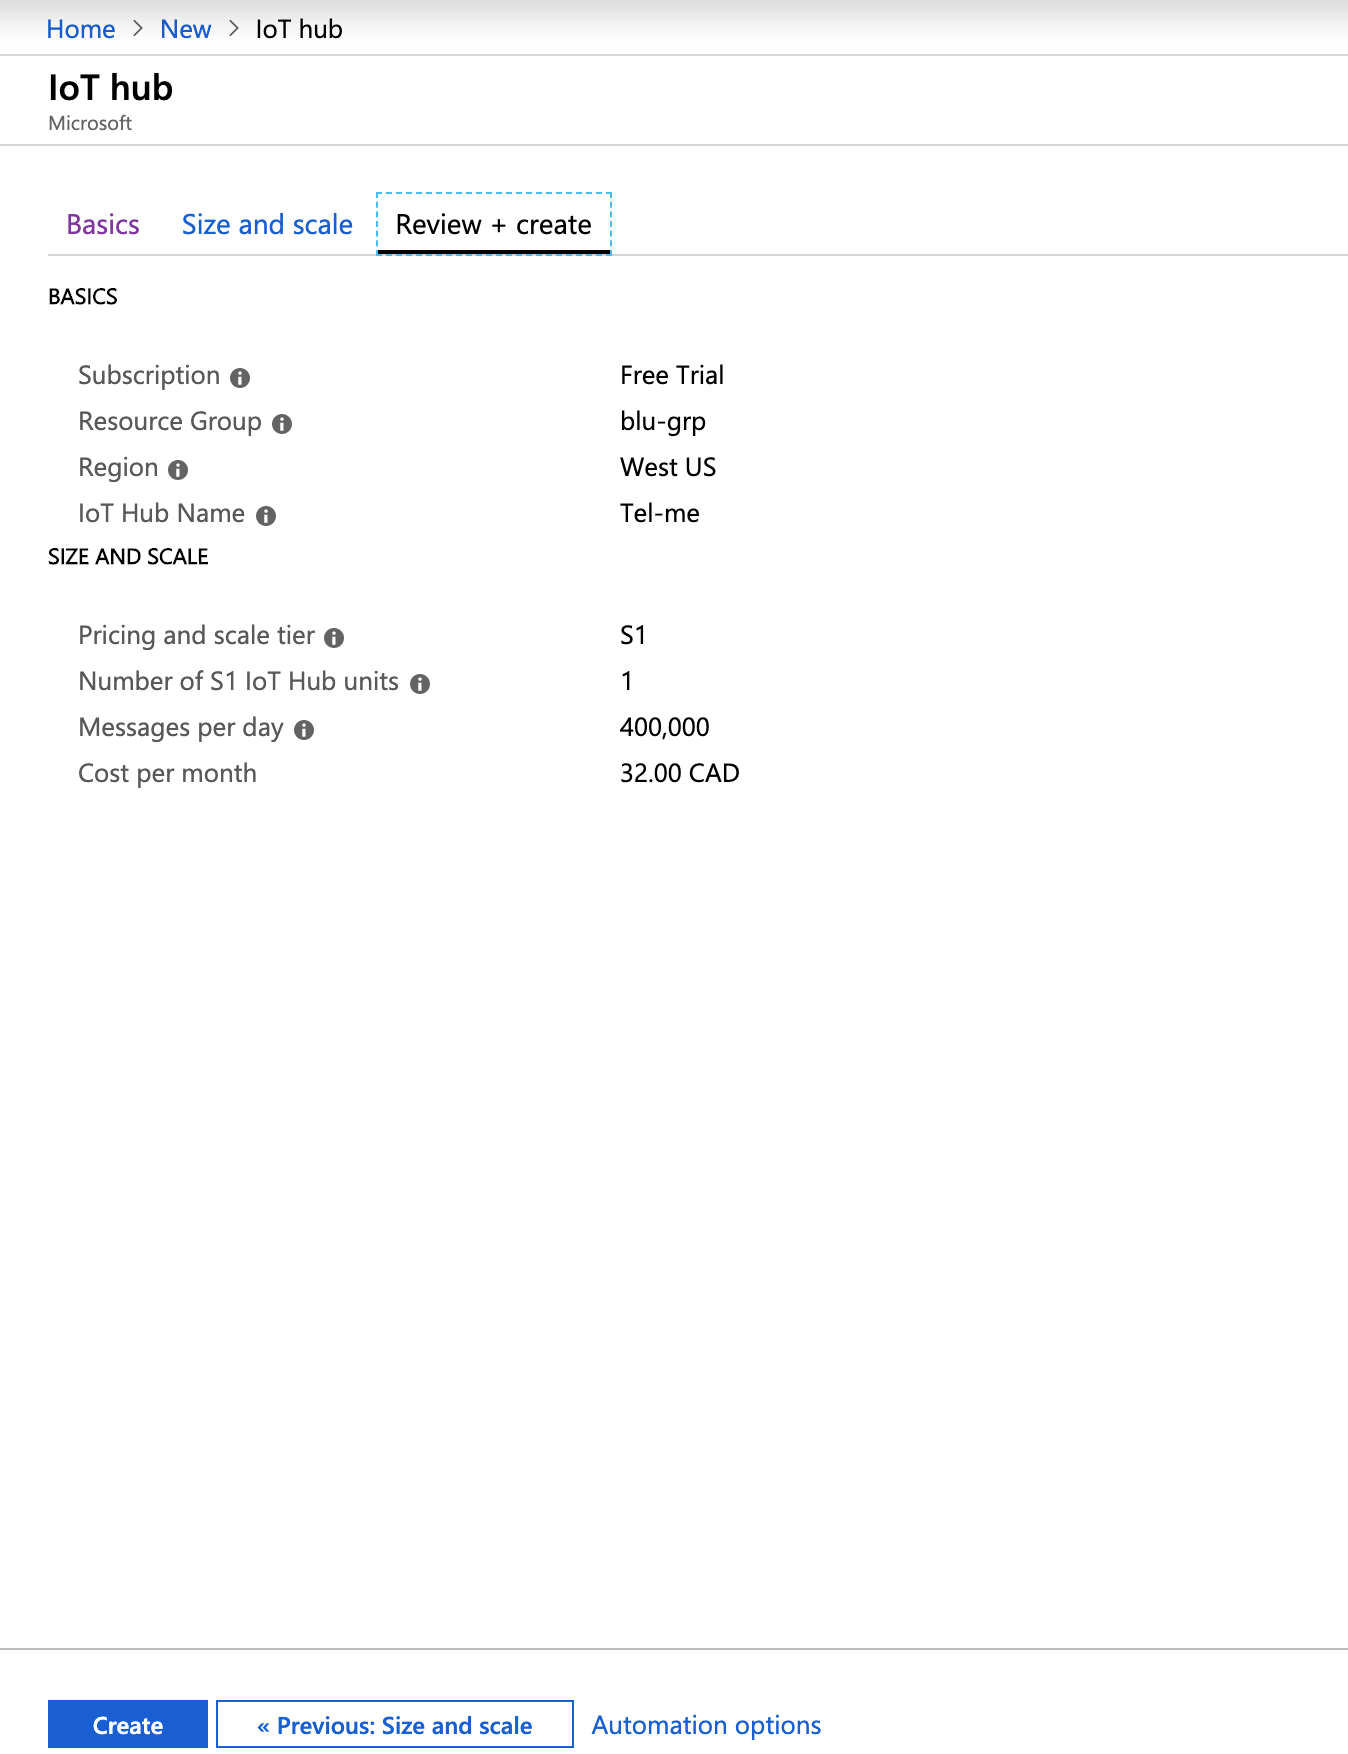 Home > New > IoT hub
IoT hub
Microsoft
Basics Size and scale Review + create
BASICS
Subscription Free Trial
Resource Group blu-grp
Region West US
IoT Hub Name Tel-me
SIZE AND SCALE
Pricing and scale tier S1
Number of S1 IoT Hub units 1
Messages per day 400,000
Cost per month 32.00 CAD
Create « Previous: Size and scale Automation options